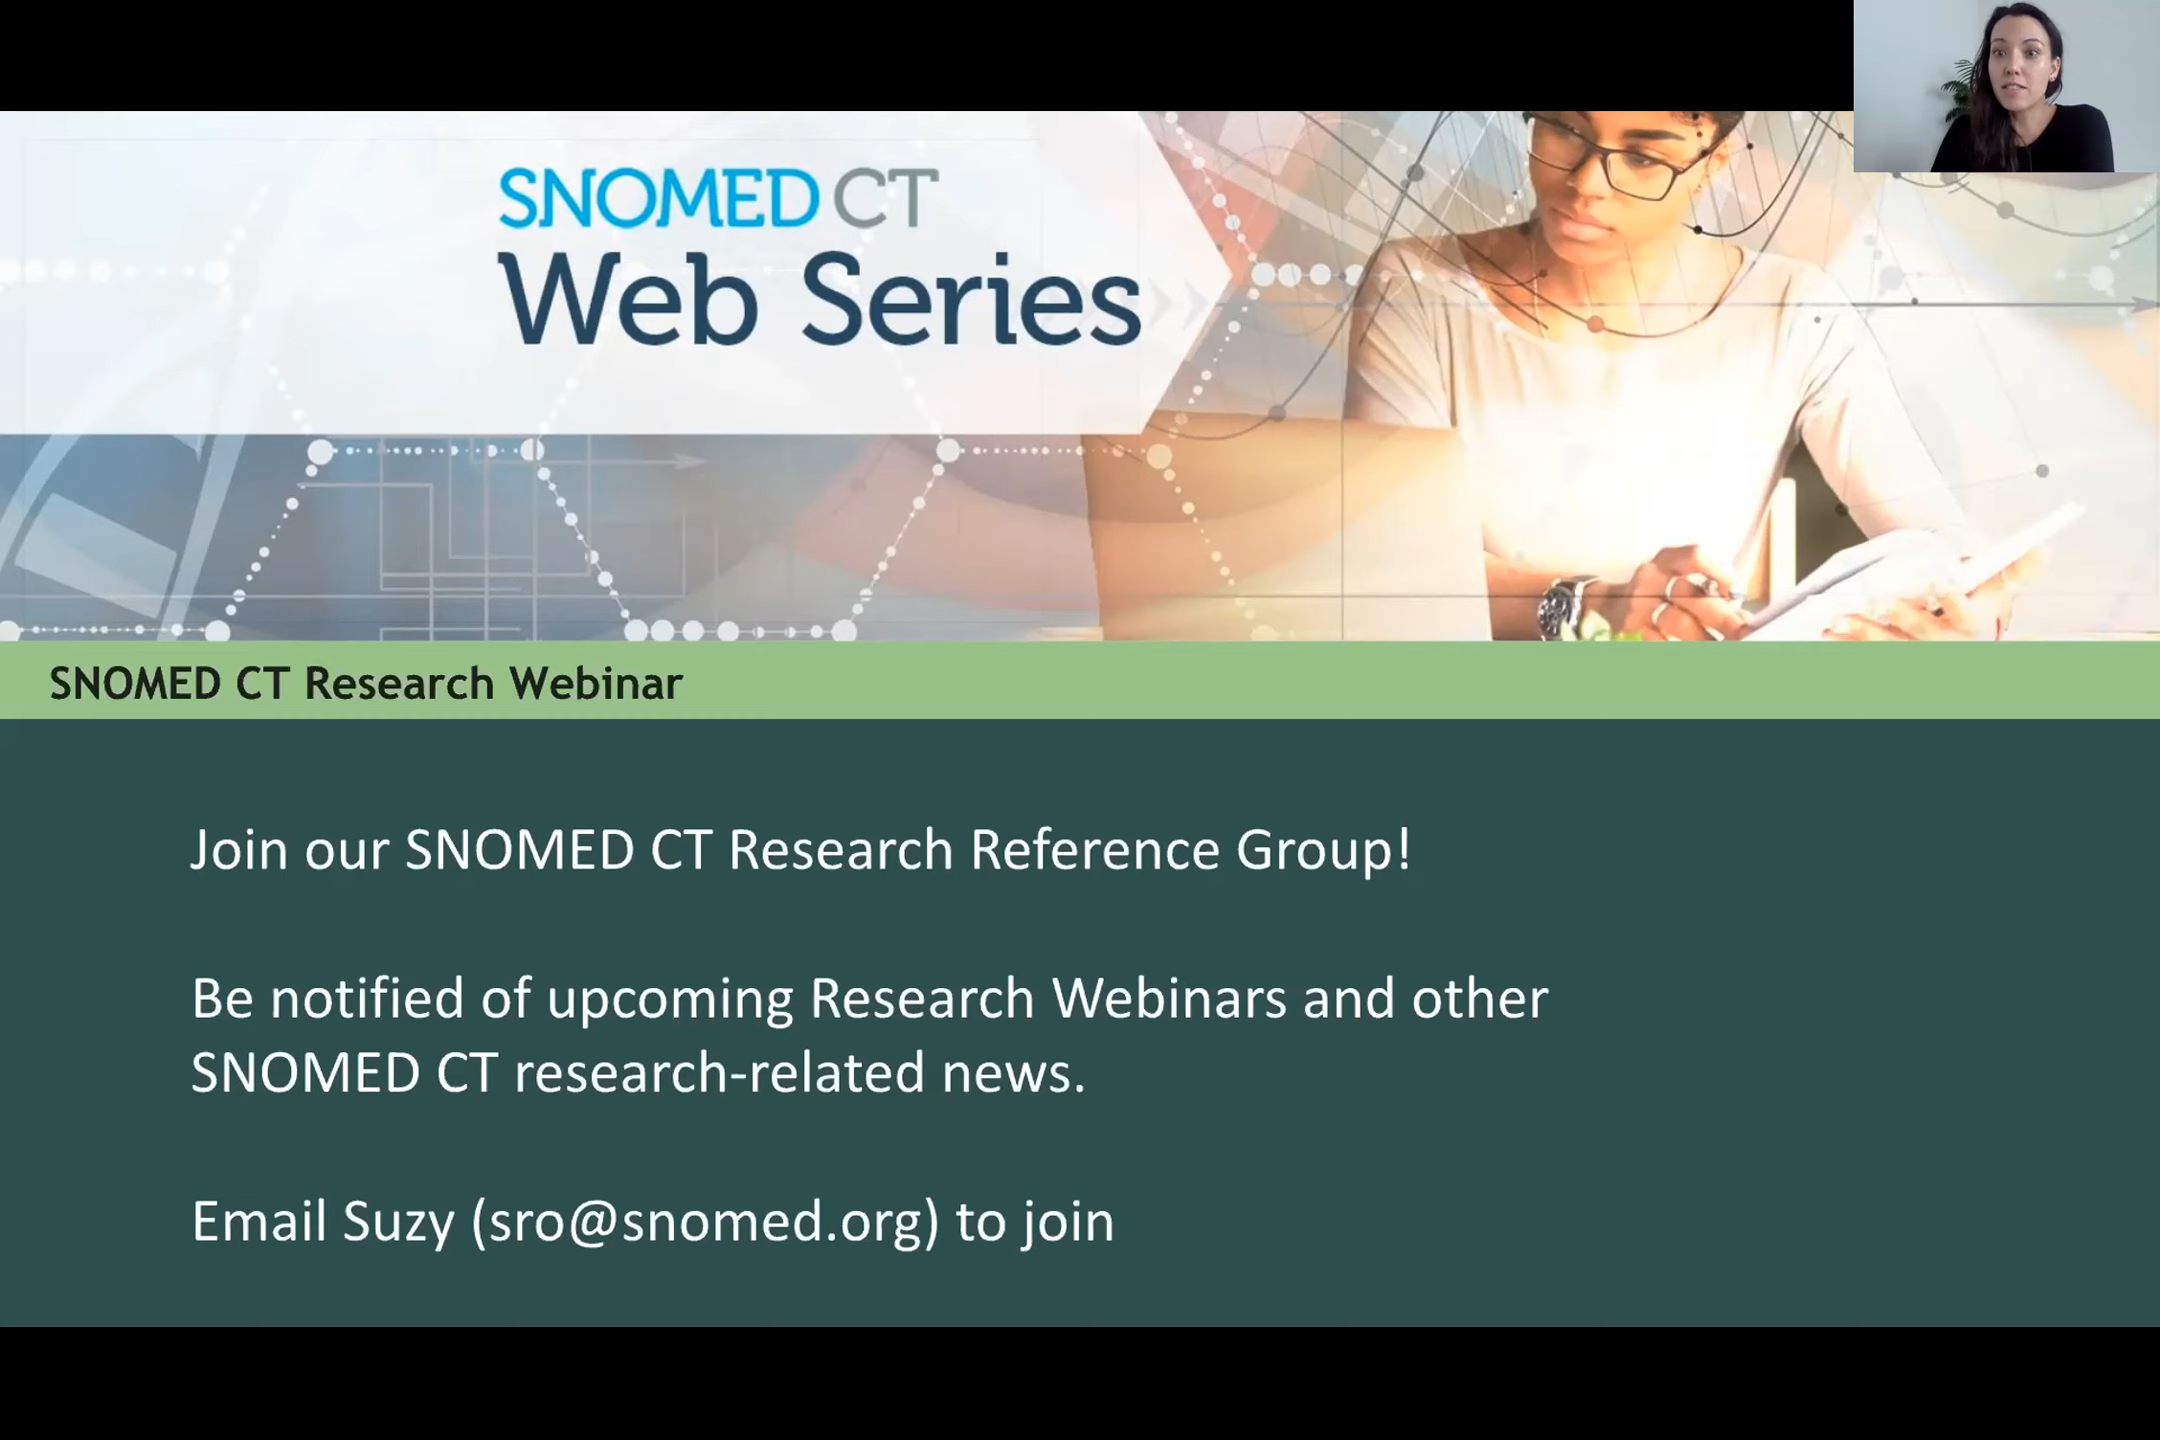 SNOMED CT
Web Series
SNOMED CT Research Webinar
Join our SNOMED CT Research Reference Group!
Be notified of upcoming Research Webinars and other
SNOMED CT research-related news.
Email Suzy (sro@snomed.org) to join